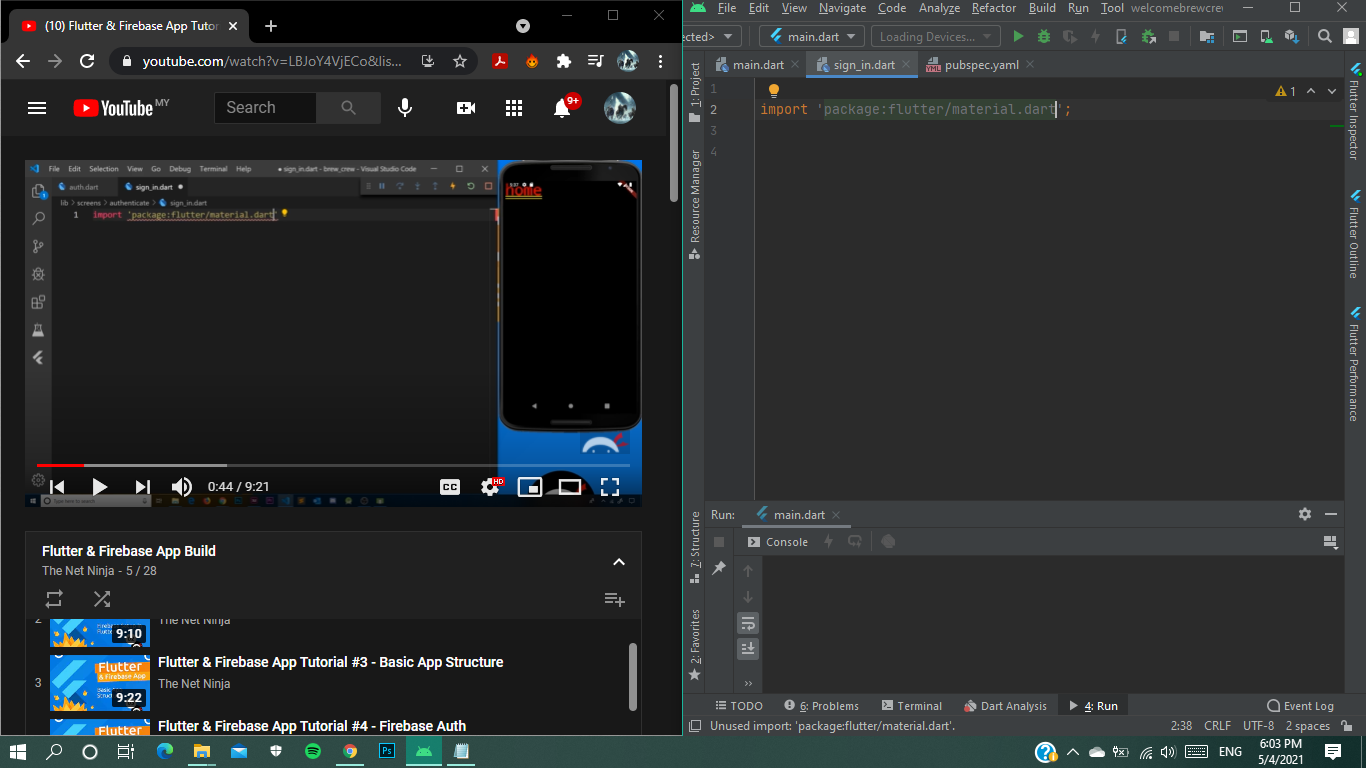 (10) Flutter & Firebase App Tutor
youtube.com/watch?v=LBJoY4VjECo&lis...
YouTube MY
Search
9+
File Edit Selection View Go Debug Terminal Help
sign_in.dart - brew_crew - Visual Studio Code
auth.dart
sign_in.dart
lib > screens > authenticate > sign_in.dart
1 import 'package:flutter/material.dart'
Home
0:44 / 9:21
CC
HD
Flutter & Firebase App Build
The Net Ninja - 5 / 28
2
9:10
The Net Ninja
3
9:22
Flutter & Firebase App Tutorial #3 - Basic App Structure
The Net Ninja
Flutter & Firebase App Tutorial #4 - Firebase Auth
File Edit View Navigate Code Analyze Refactor Build Run Tool welcomebrewcrew
ected>
main.dart
Loading Devices...
main.dart
sign_in.dart
pubspec.yaml
1
2 import 'package:flutter/material.dart';
3
4
1
1: Project
Resource Manager
7: Structure
2: Favorites
Flutter Inspector
Flutter Outline
Flutter Performance
Run: main.dart
Console
TODO
6: Problems
Terminal
Dart Analysis
4: Run
Event Log
Unused import: 'package:flutter/material.dart'.
2:38 CRLF UTF-8 2 spaces
ENG
6:03 PM
5/4/2021